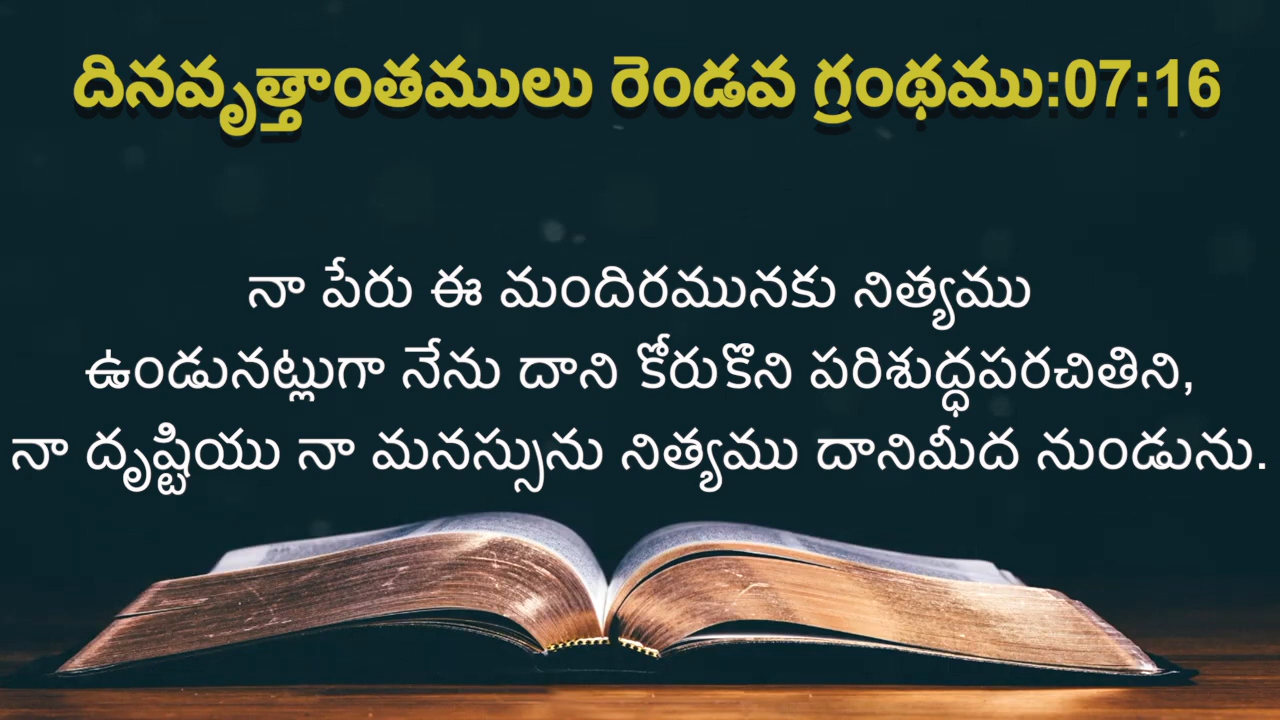 దినవృత్తాంతములు రెండవ గ్రంథము:07:16
నా పేరు ఈ మందిరమునకు నిత్యము
ఉండునట్లుగా నేను దాని కోరుకొని పరిశుద్ధపరచితిని,
నా దృష్టియు నా మనస్సును నిత్యము దానిమీద నుండును.